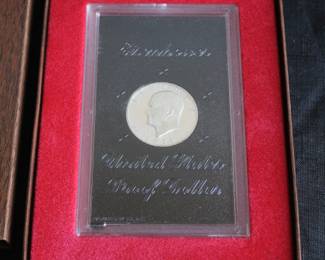 Eisenhower
United States
Proof Dollar